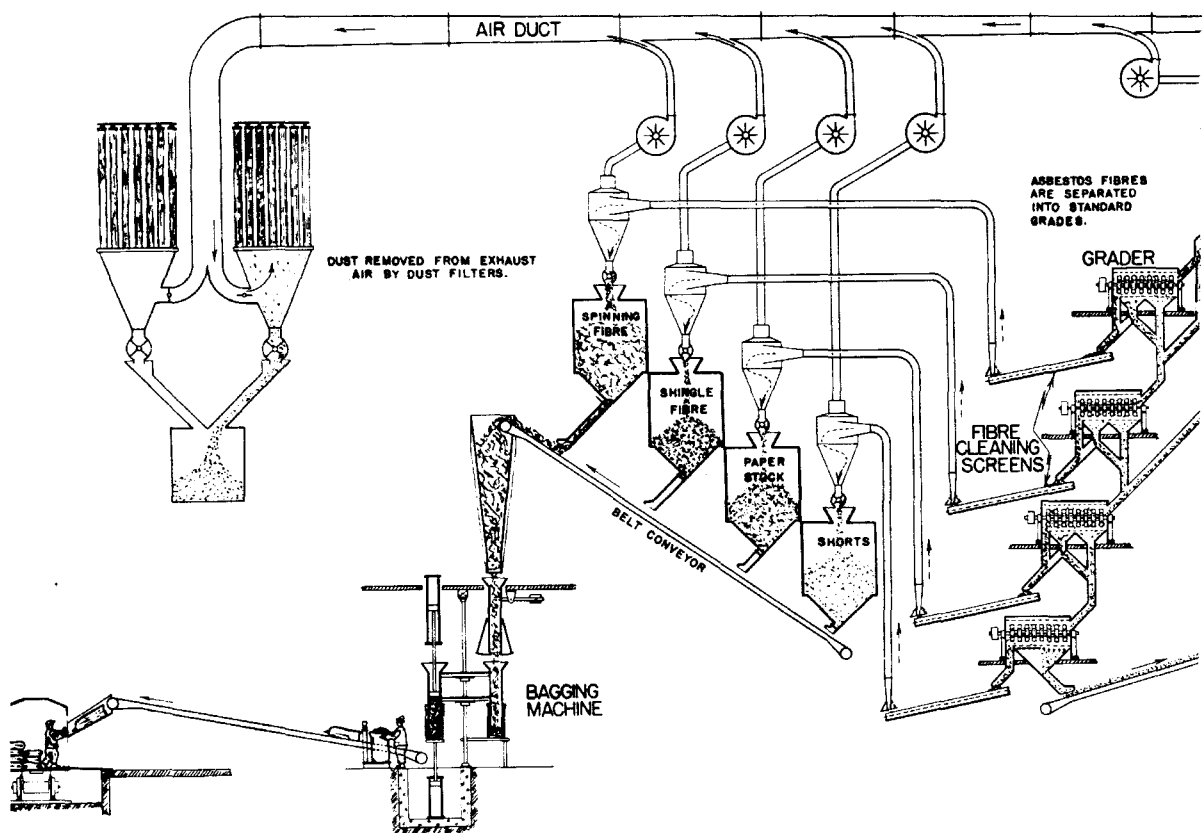 AIR DUCT
ASBESTOS FIBRES
ARE SEPARATED
INTO STANDARD
GRADES.
GRADER
DUST REMOVED FROM EXHAUST
AIR BY DUST FILTERS.
SPINNING
FIBRE
SHINGLE
FIBRE
PAPER
STOCK
SHORTS
FIBRE
CLEANING
SCREENS
BELT CONVEYOR
BAGGING
MACHINE